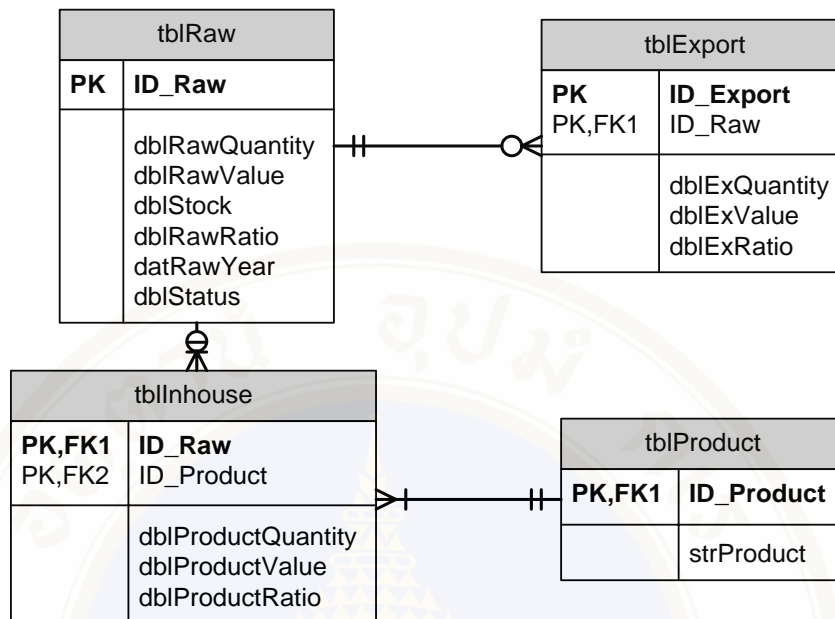 tblRaw
PK ID_Raw
dblRawQuantity
dblRawValue
dblStock
dblRawRatio
datRawYear
dblStatus
tblExport
PK ID_Export
PK,FK1 ID_Raw
dblExQuantity
dblExValue
dblExRatio
tblInhouse
PK,FK1 ID_Raw
PK,FK2 ID_Product
dblProductQuantity
dblProductValue
dblProductRatio
tblProduct
PK,FK1 ID_Product
strProduct